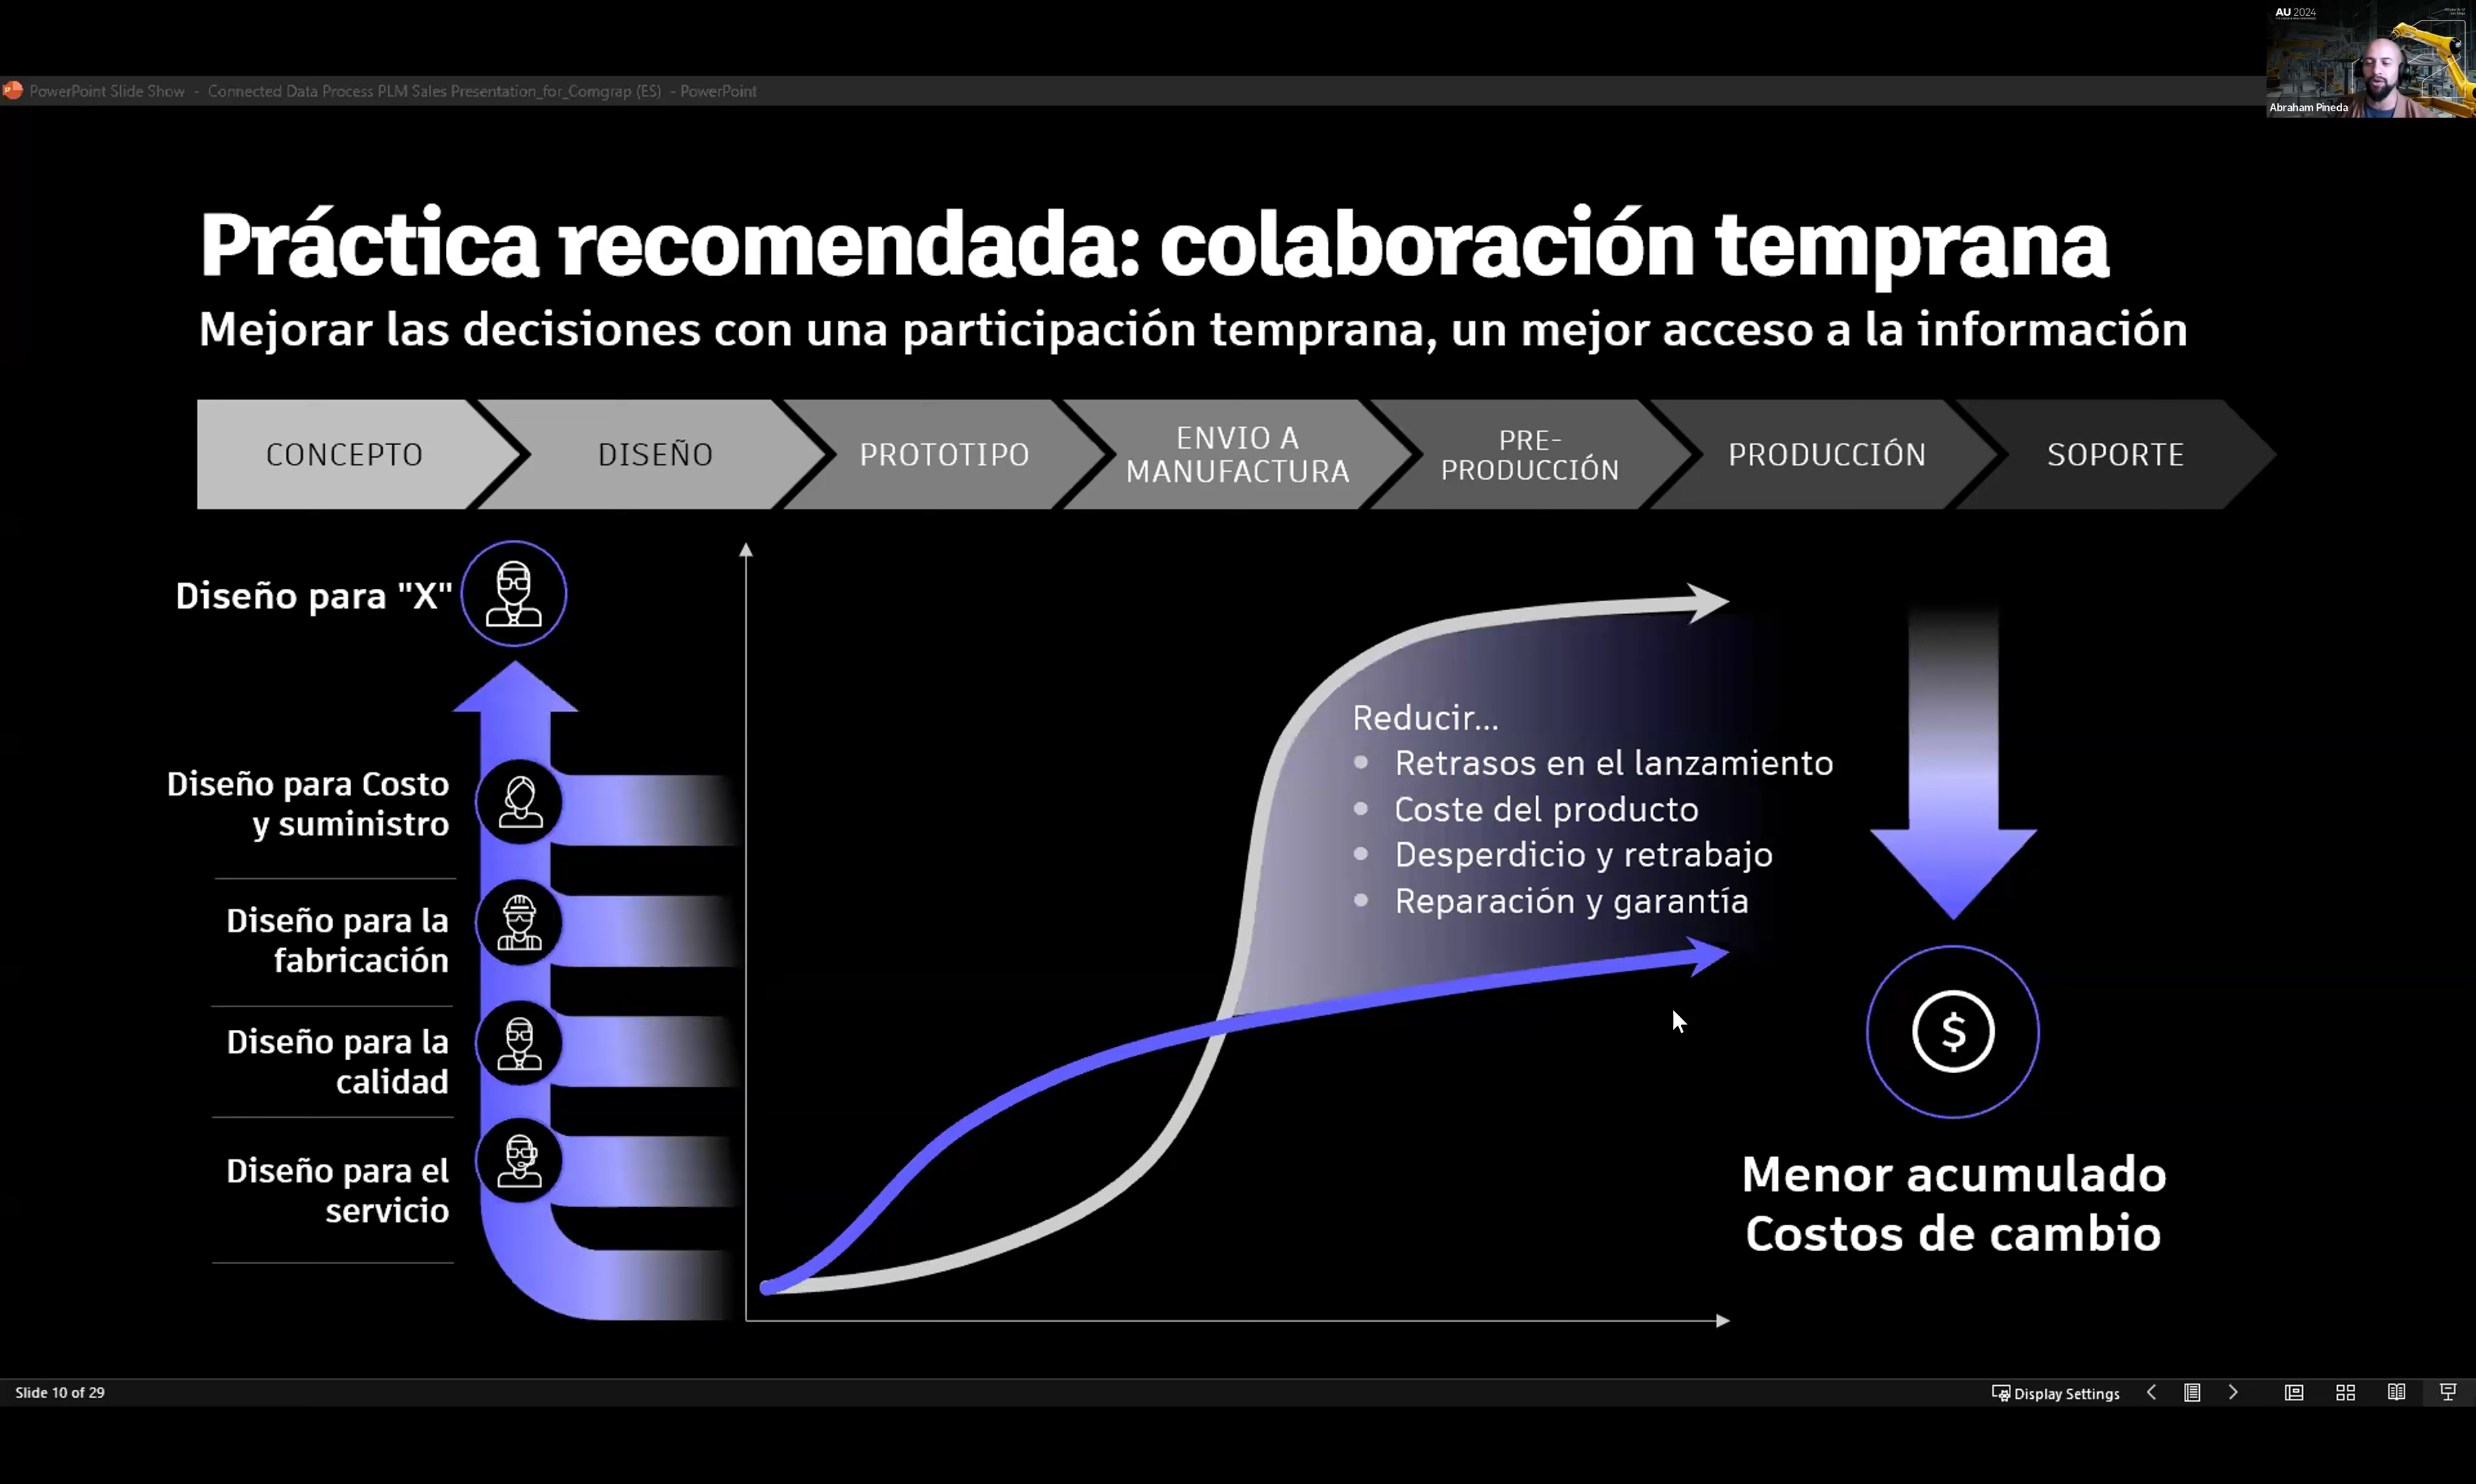 AU 2024
PowerPoint Slide Show - Connected Data Process PLM Sales Presentation_for_Comgrap (ES) - PowerPoint
Abraham Pineda
Práctica recomendada: colaboración temprana
Mejorar las decisiones con una participación temprana, un mejor acceso a la información
CONCEPTO
DISEÑO
PROTOTIPO
ENVIO A
MANUFACTURA
PRE-
PRODUCCIÓN
PRODUCCIÓN
SOPORTE
Diseño para "X"
Diseño para Costo
y suministro
Diseño para la
fabricación
Diseño para la
calidad
Diseño para el
servicio
Reducir...
• Retrasos en el lanzamiento
• Coste del producto
• Desperdicio y retrabajo
• Reparación y garantía
$
Menor acumulado
Costos de cambio
Slide 10 of 29
Display Settings